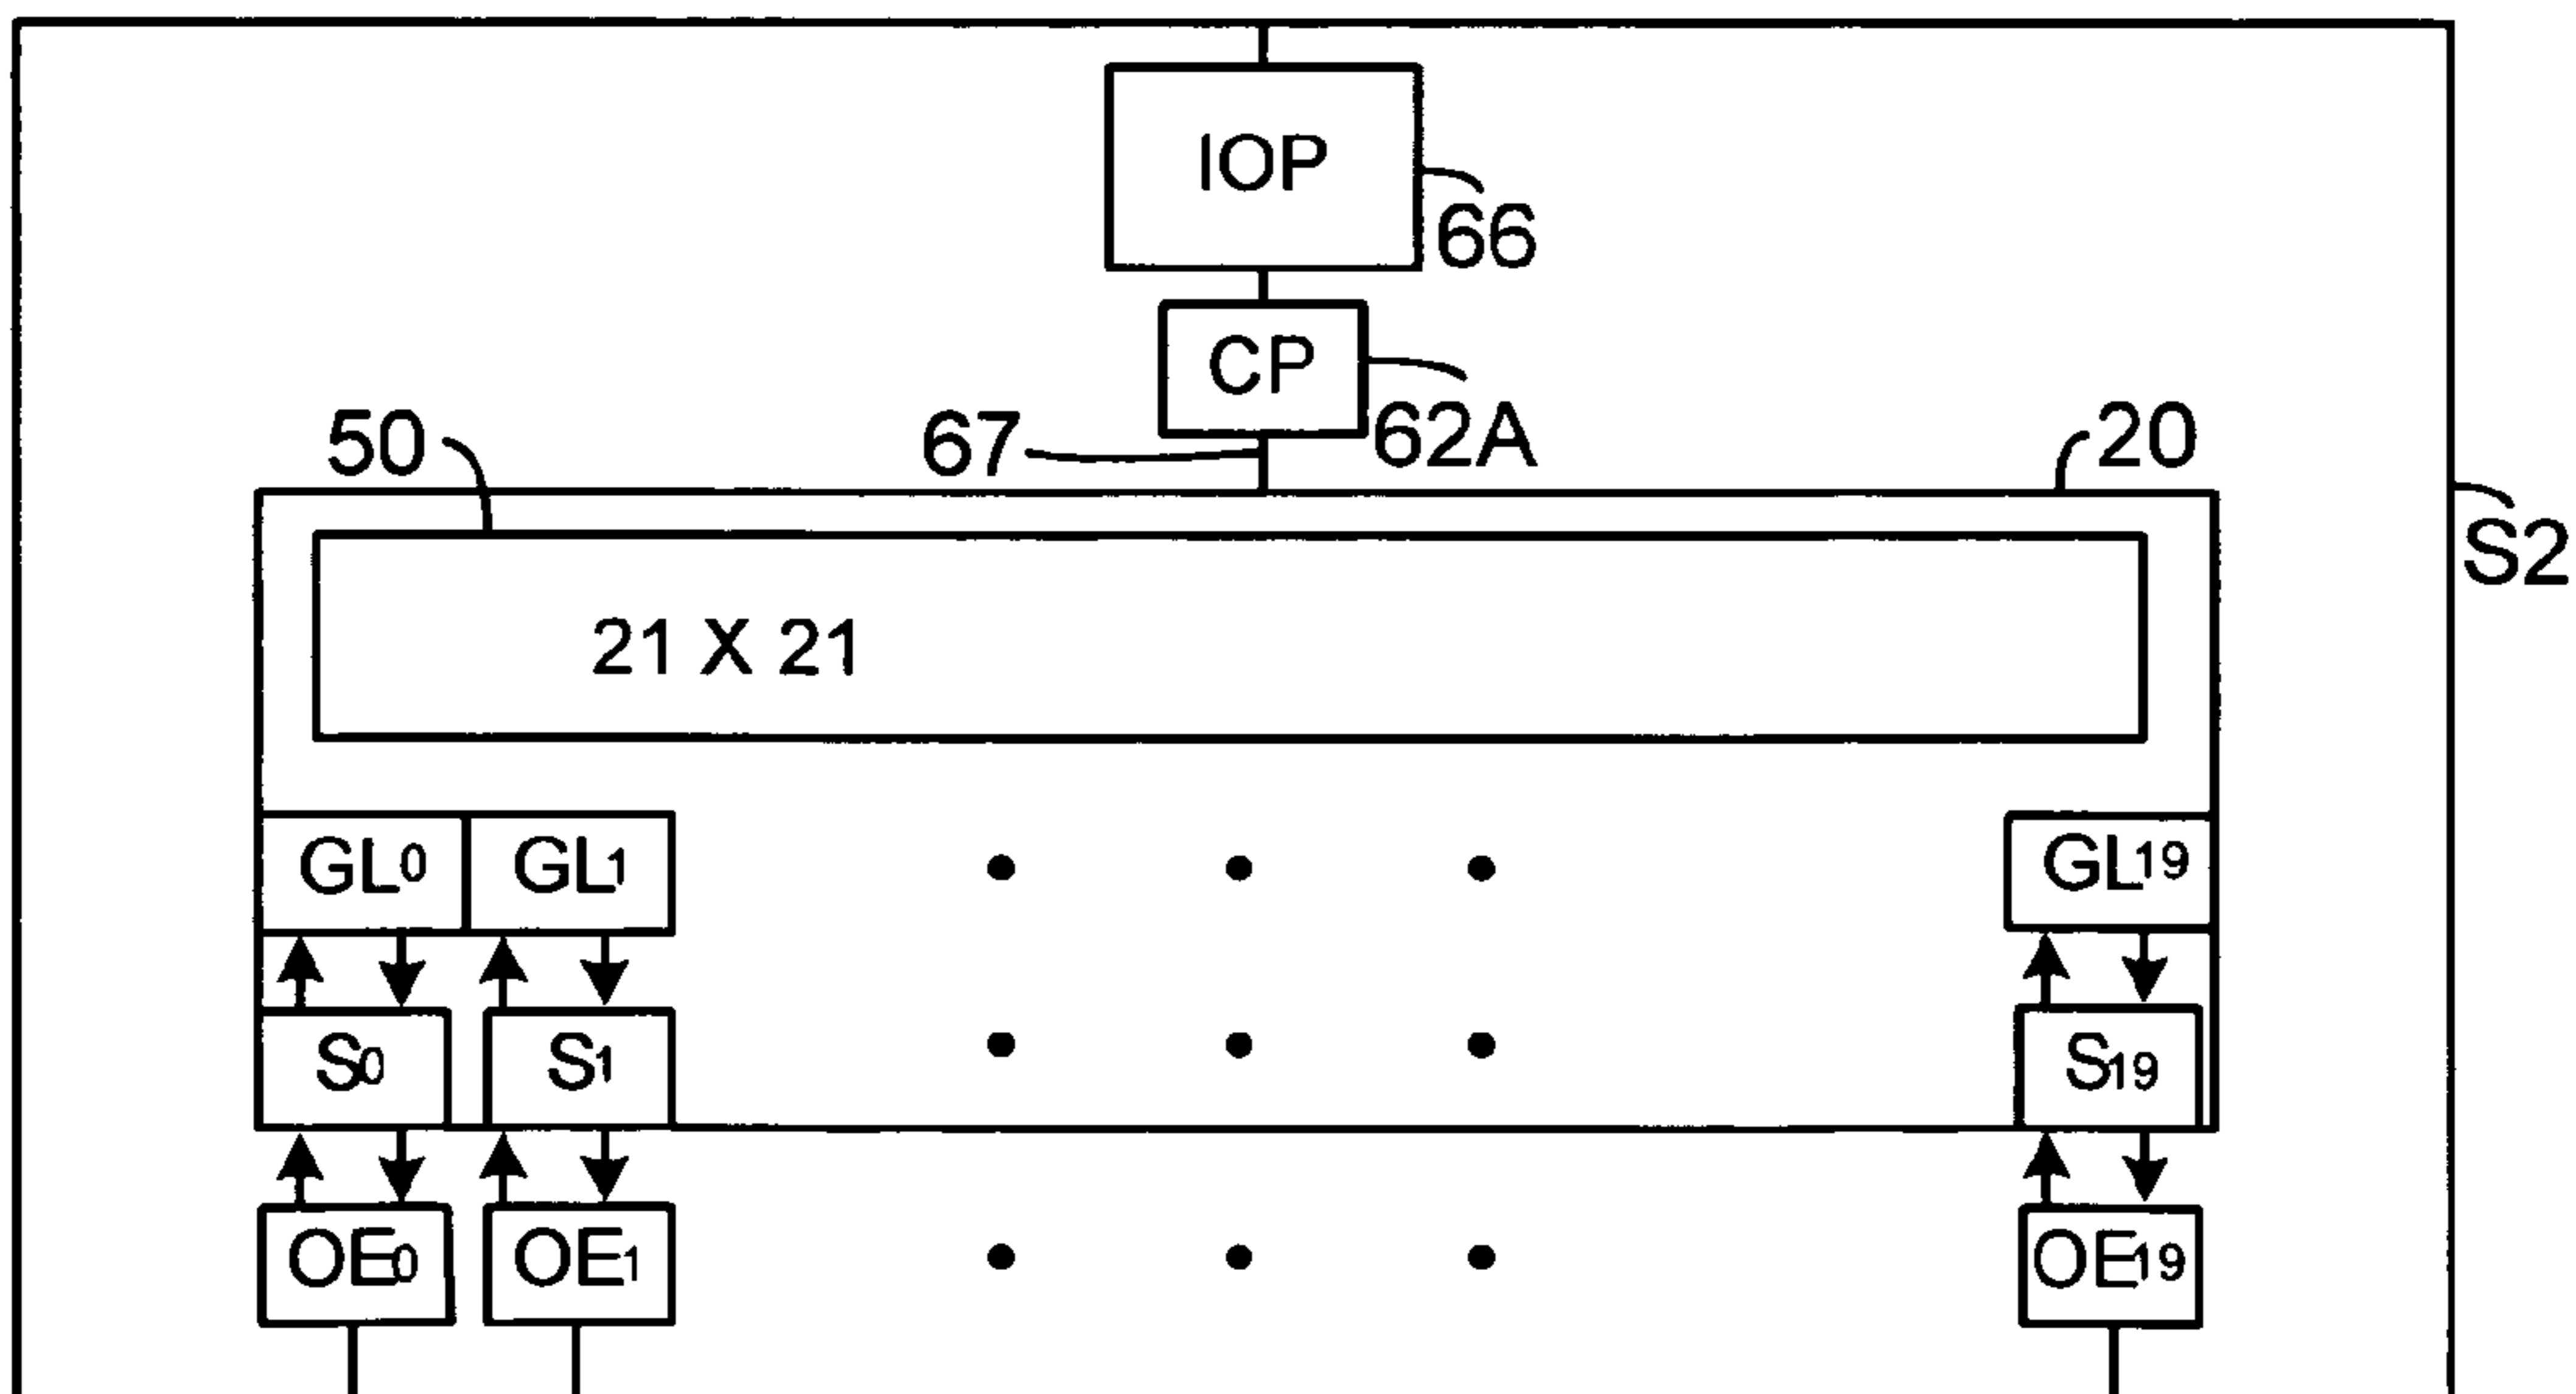 IOP
66
CP
62A
67
50
20
S2
21 X 21
GL0 GL1 GL19
S0 S1 S19
OE0 OE1 OE19